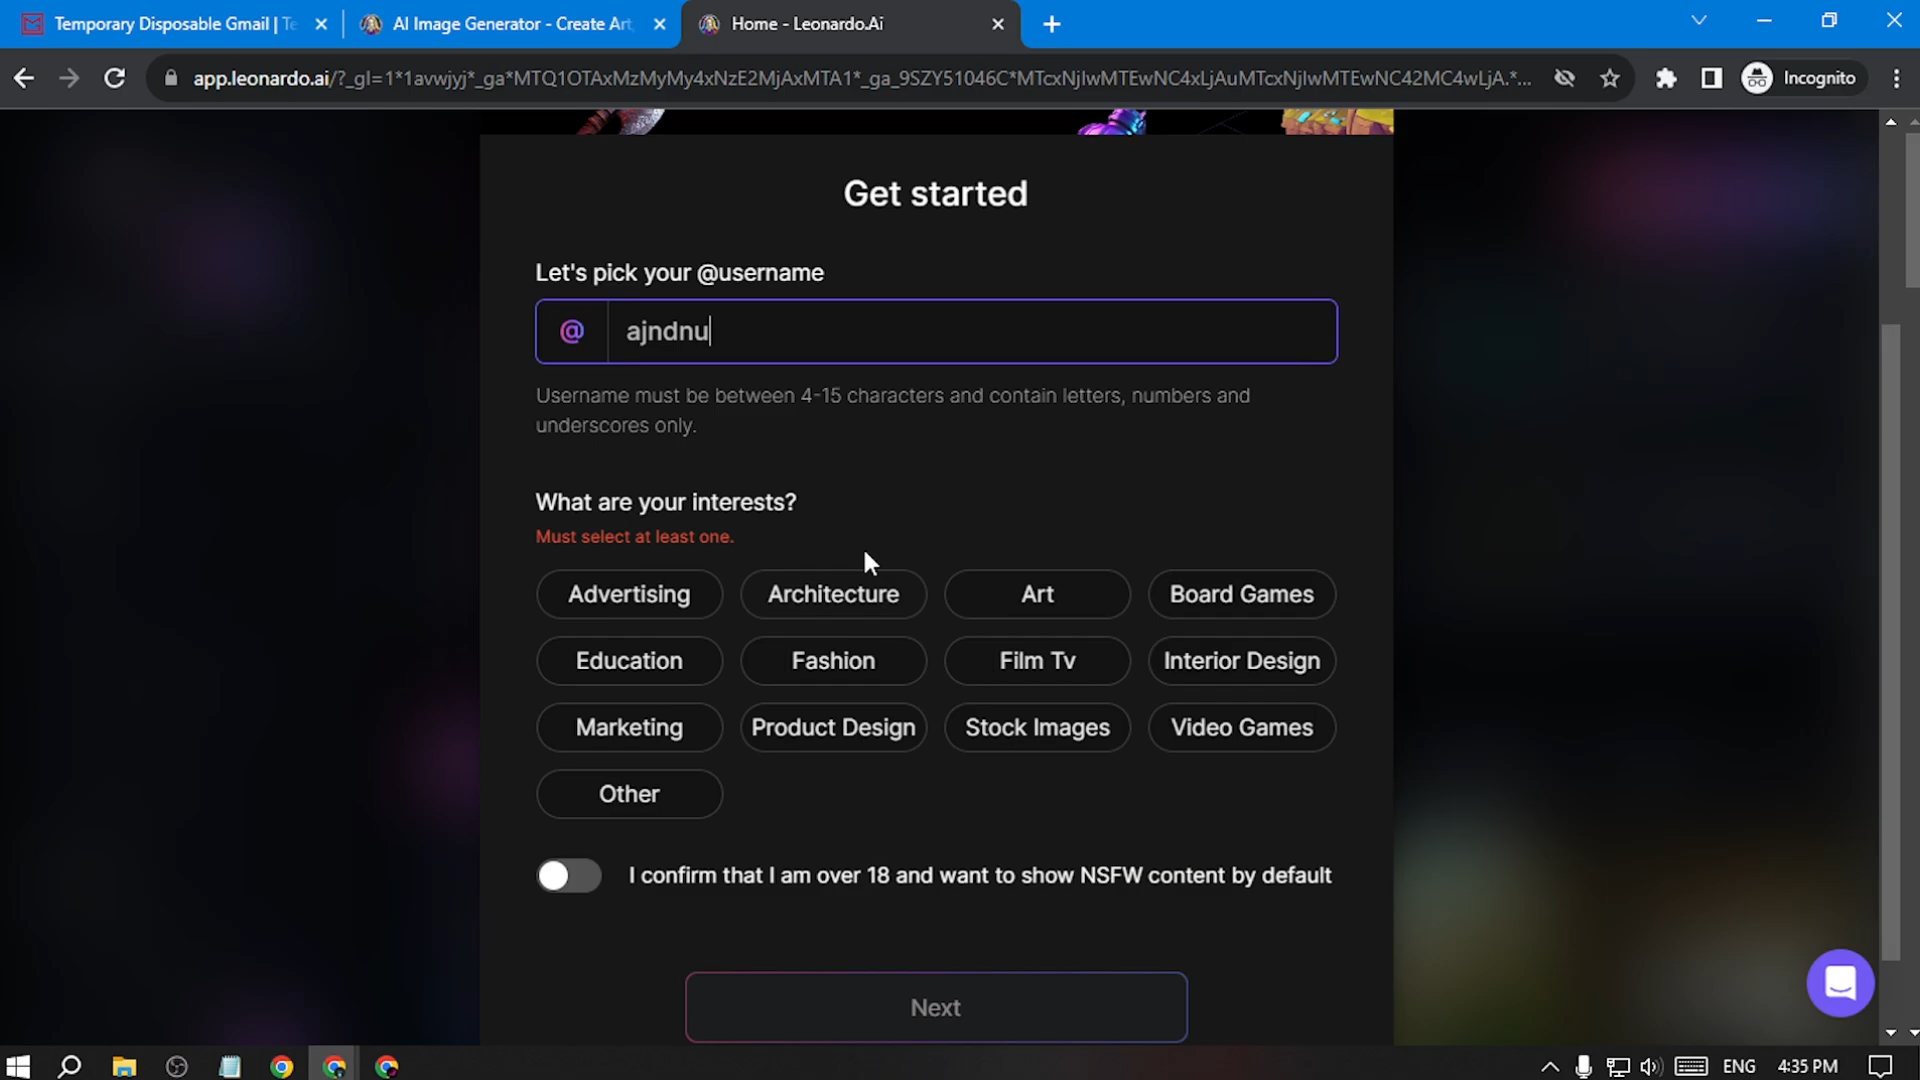 Temporary Disposable Gmail | Te
AI Image Generator - Create Art,
Home - Leonardo.Ai
app.leonardo.ai/?_gl=1*1avwjyj*_ga*MTQ1OTAxMzMyMy4xNzE2MjAxMTA1*_ga_9SZY51046C*MTcxNjIwMTEwNC4xLjAuMTcxNjIwMTEwNC42MC4wLjA.*...
Incognito
Get started
Let's pick your @username
@ ajndnu
Username must be between 4-15 characters and contain letters, numbers and
underscores only.
What are your interests?
Must select at least one.
Advertising Architecture Art Board Games
Education Fashion Film Tv Interior Design
Marketing Product Design Stock Images Video Games
Other
I confirm that I am over 18 and want to show NSFW content by default
Next
ENG 4:35 PM